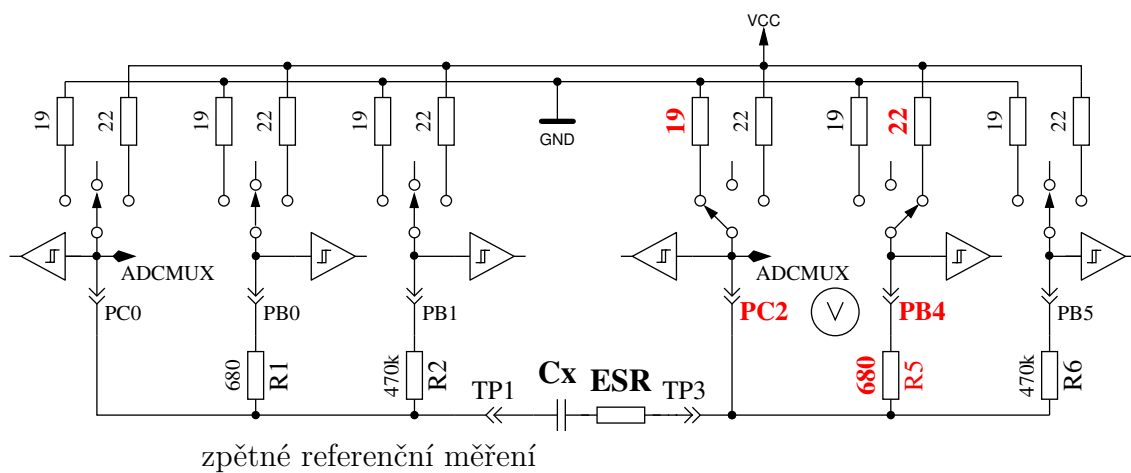 VCC
19 22 19 22 19 22 GND 19 22 19 22 19 22
ADCMUX ADCMUX
PC0 PB0 PB1 PC2 V PB4 PB5
680 R1 470k R2 680 R5 470k R6
TP1 Cx ESR TP3
zpětné referenční měření